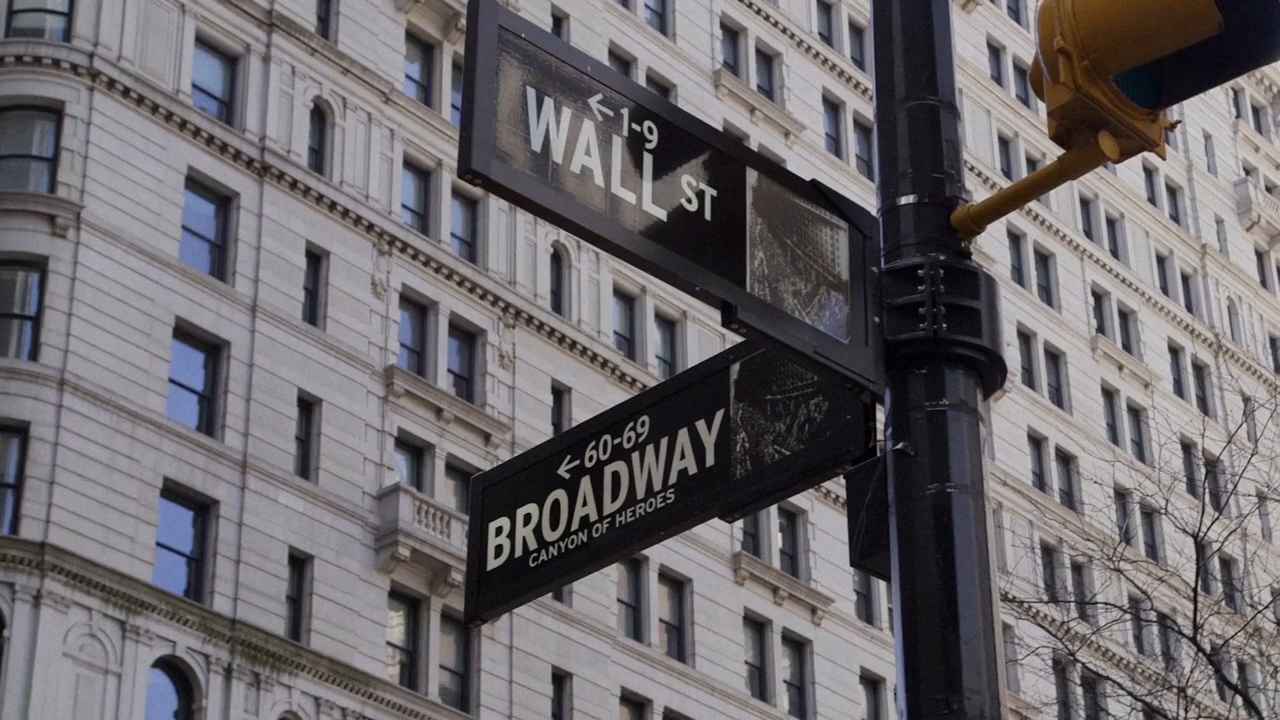 ←1-9
WALL ST
←60-69
BROADWAY
CANYON OF HEROES